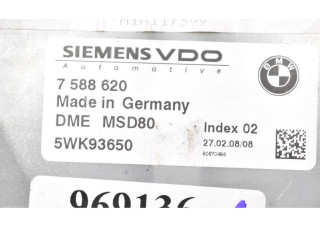 SIEMENS VDO
Automotive
BMW
7 588 620
Made in Germany
DME MSD80
Index 02
5WK93650
27.02.08/08
969136